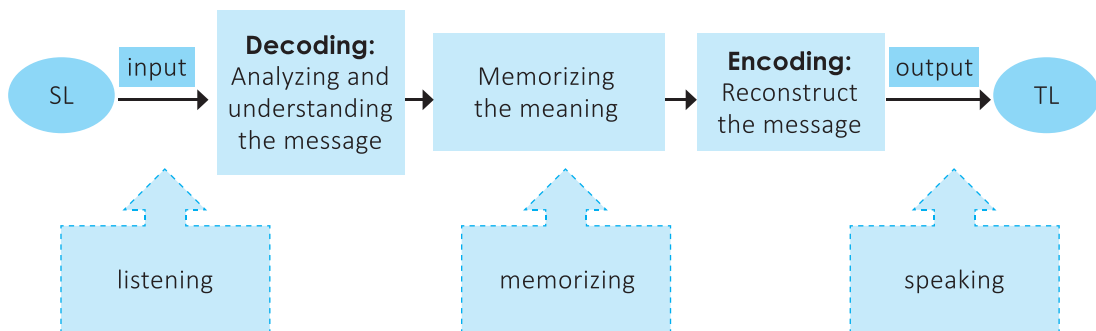 SL
input
Decoding:
Analyzing and
understanding
the message
Memorizing
the meaning
Encoding:
Reconstruct
the message
output
TL
listening
memorizing
speaking